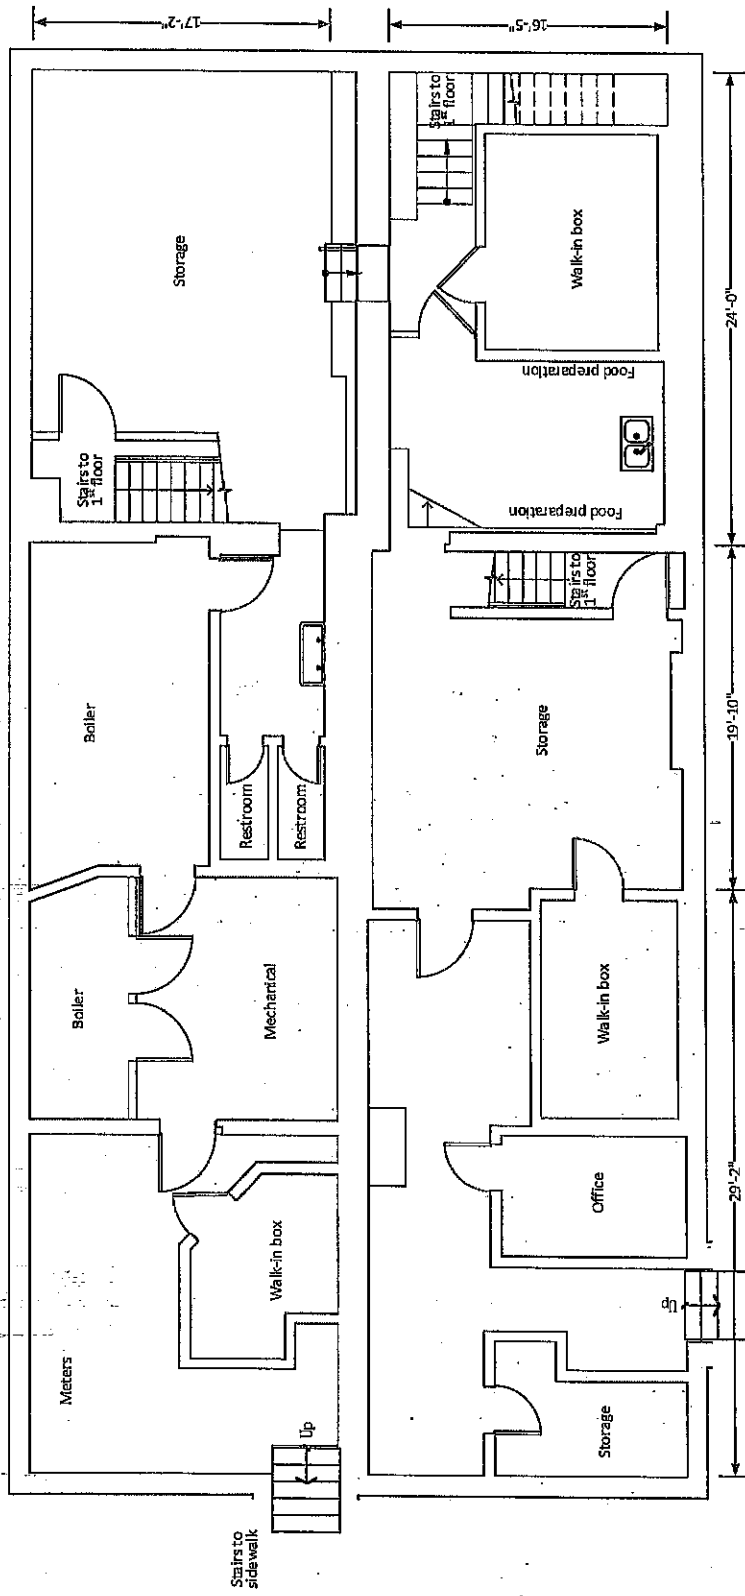 17'-2"
16'-5"
Stairs to
1st floor
Storage
Walk-in box
24'-0"
Food preparation
Stairs to
1st floor
Food preparation
Stairs to
1st floor
Boiler
19'-10"
Storage
Restroom
Restroom
Boiler
Mechanical
Walk-in box
29'-2"
Office
Walk-in box
Up
Meters
Up
Storage
Stairs to
sidewalk